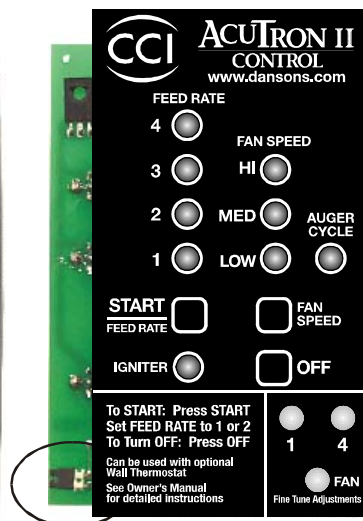 CCI
ACUTRON II
CONTROL
www.dansons.com
FEED RATE
4
FAN SPEED
3
HI
2
MED
AUGER
CYCLE
1
LOW
START
FEED RATE
FAN
SPEED
IGNITER
OFF
To START: Press START
Set FEED RATE to 1 or 2
To Turn OFF: Press OFF
Can be used with optional
Wall Thermostat
See Owner's Manual
for detailed instructions
1
4
FAN
Fine Tune Adjustments